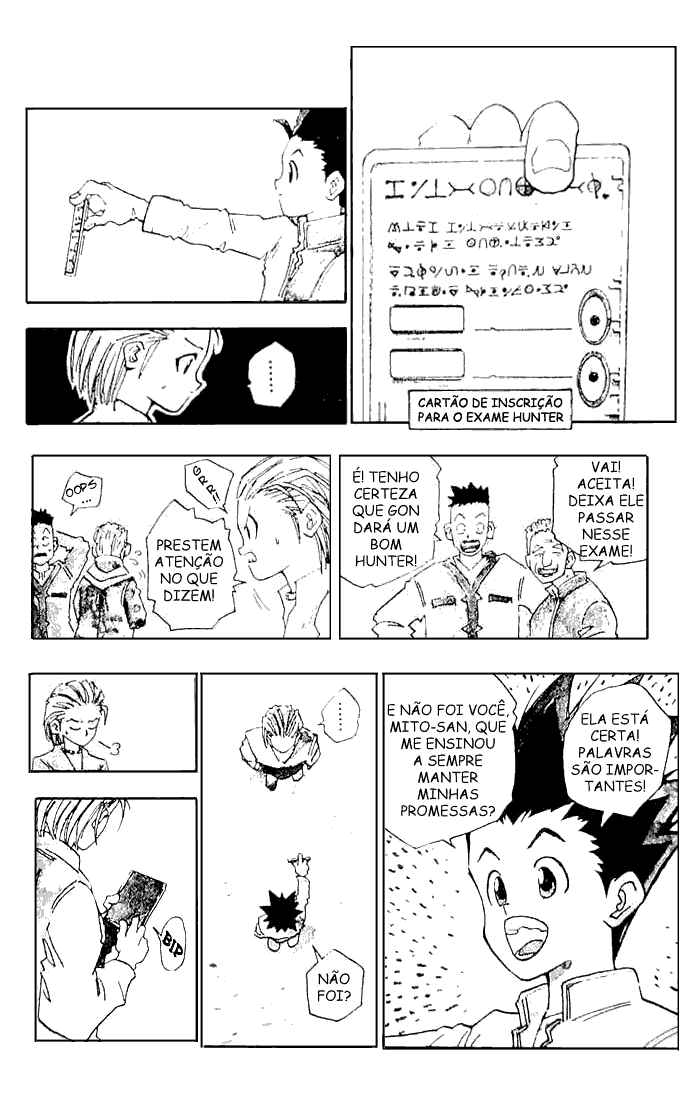 CARTÃO DE INSCRIÇÃO
PARA O EXAME HUNTER
.......
VAI!
ACEITA!
DEIXA ELE
PASSAR
NESSE
EXAME!
É! TENHO
CERTEZA
QUE GON
DARÁ UM
BOM
HUNTER!
GRR!!
PRESTEM
ATENÇÃO
NO QUE
DIZEM!
OOPS
...
ELA ESTÁ
CERTA!
PALAVRAS
SÃO IMPOR-
TANTES!
E NÃO FOI VOCÊ,
MITO-SAN, QUE
ME ENSINOU
A SEMPRE
MANTER
MINHAS
PROMESSAS?
......
NÃO
FOI?
BIP